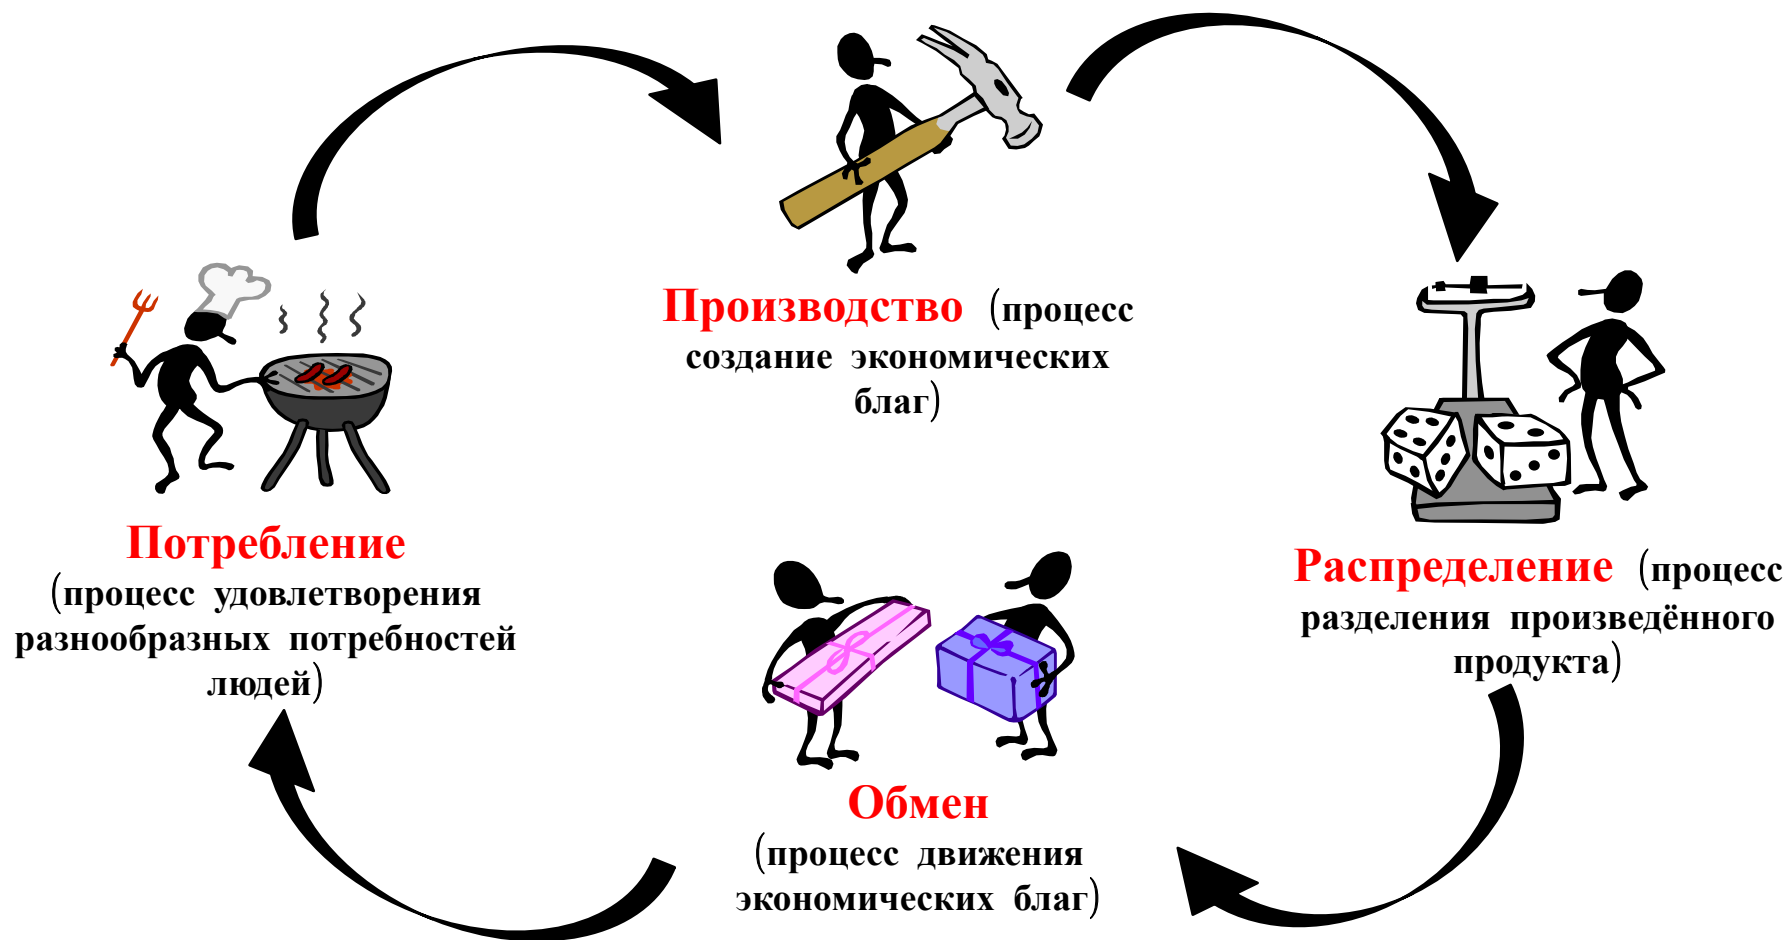 Производство (процесс
создание экономических
благ)
Распределение (процесс
разделения произведённого
продукта)
Обмен
(процесс движения
экономических благ)
Потребление
(процесс удовлетворения
разнообразных потребностей
людей)